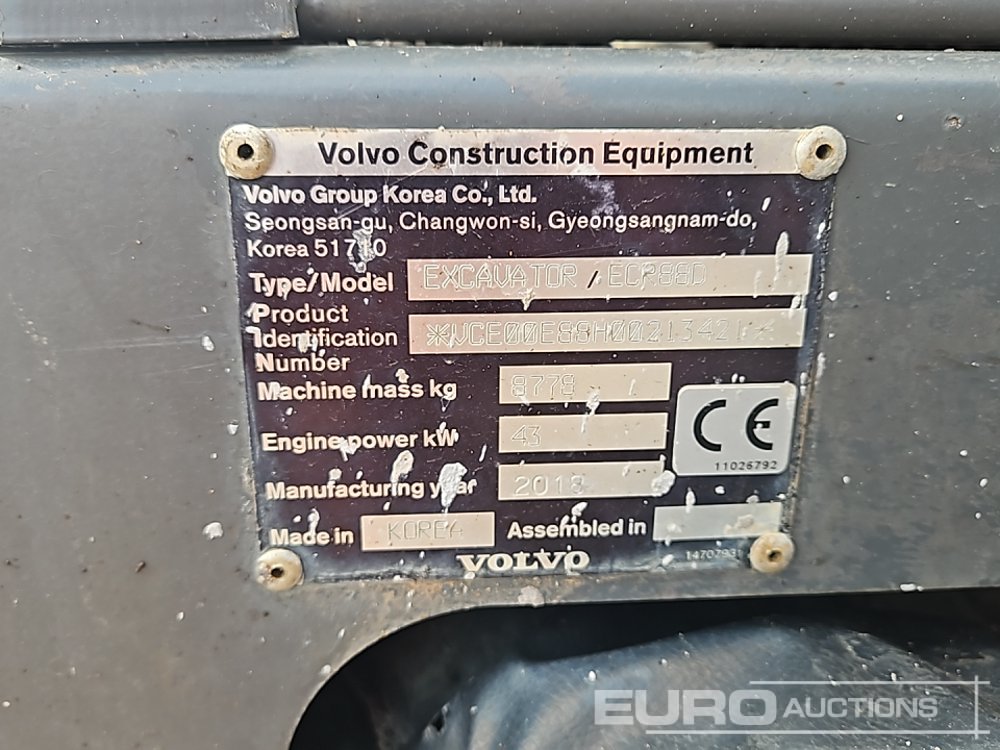 Volvo Construction Equipment
Volvo Group Korea Co., Ltd.
Seongsan-gu, Changwon-si, Gyeongsangnam-do,
Korea 51710
Type/Model EXCAVATOR / ECR88D
Product
Identification *VCE00E88H00213421*
Number
Machine mass kg 8778
Engine power kW 43
CE
11026792
Manufacturing year 2018
Made in KOREA Assembled in
VOLVO
EURO AUCTIONS